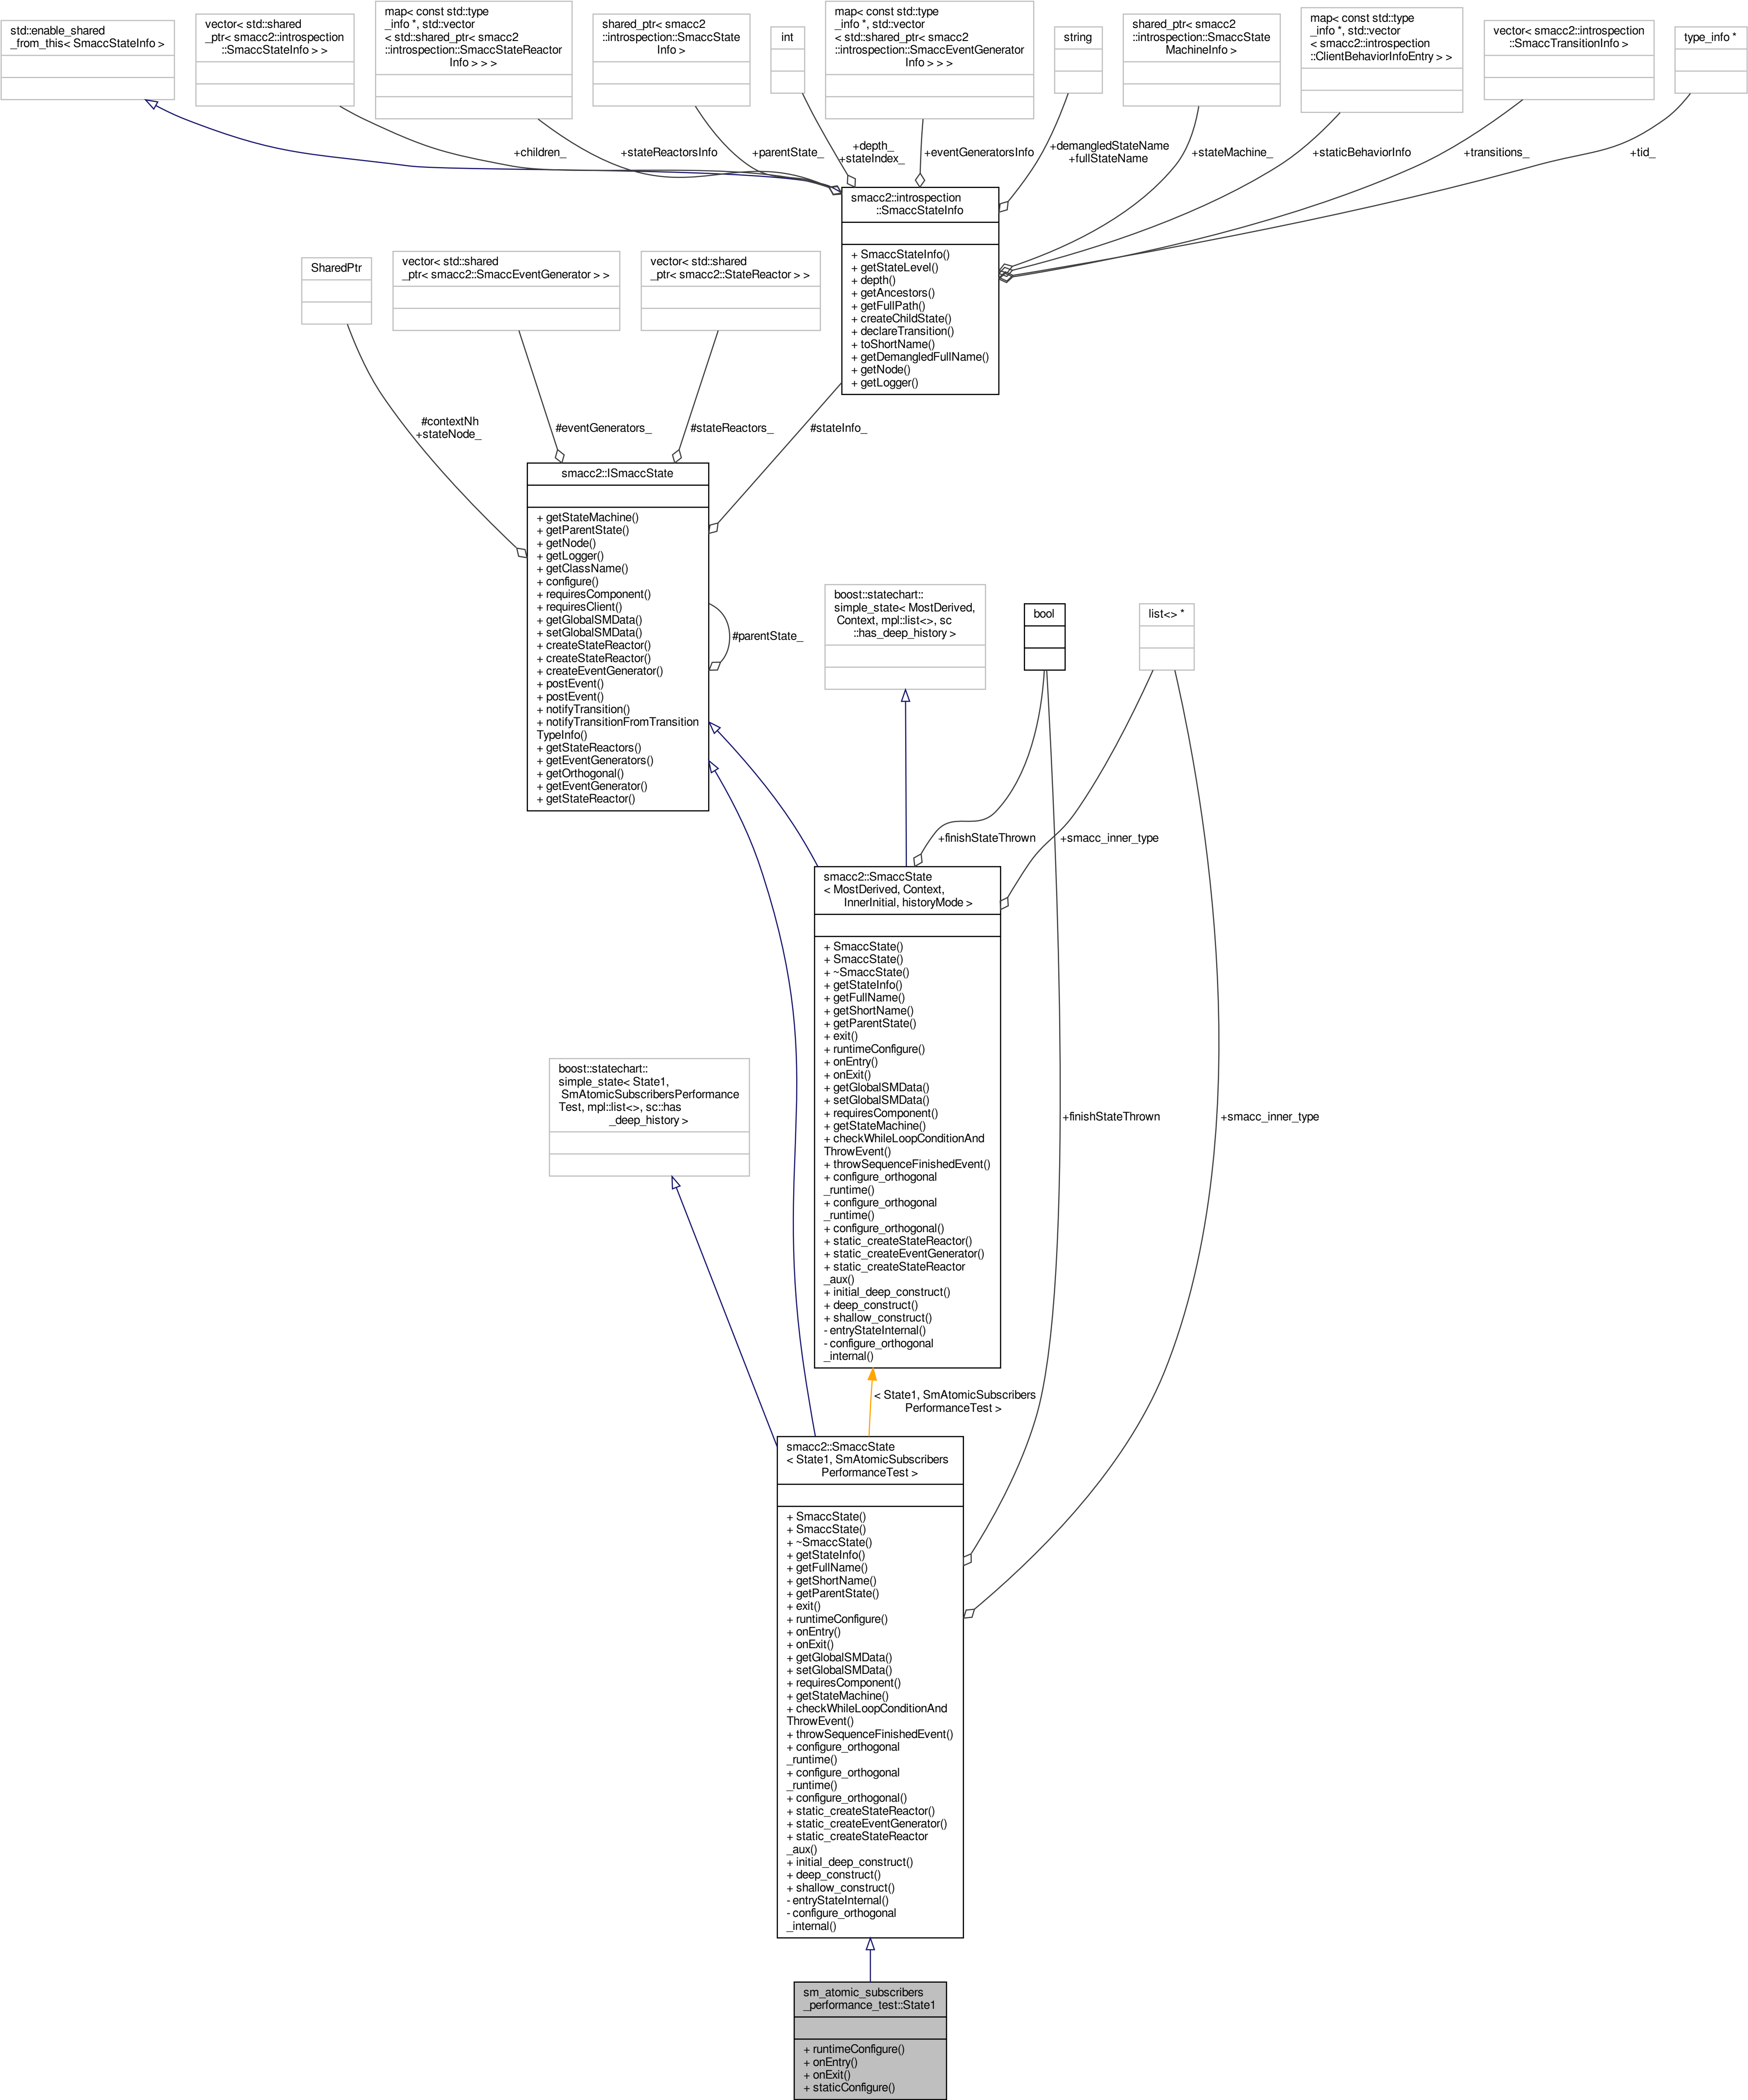 std::enable_shared
_from_this< SmaccStateInfo >
vector< std::shared
_ptr< smacc2::introspection
::SmaccStateInfo > >
map< const std::type
_info *, std::vector
< std::shared_ptr< smacc2
::introspection::SmaccStateReactor
Info > > >
shared_ptr< smacc2
::introspection::SmaccState
Info >
int
map< const std::type
_info *, std::vector
< std::shared_ptr< smacc2
::introspection::SmaccEventGenerator
Info > > >
string
shared_ptr< smacc2
::introspection::SmaccState
MachineInfo >
map< const std::type
_info *, std::vector
< smacc2::introspection
::ClientBehaviorInfoEntry > >
vector< smacc2::introspection
::SmaccTransitionInfo >
type_info *
+children_
+stateReactorsInfo
+parentState_
+depth_
+stateIndex_
+eventGeneratorsInfo
+demangledStateName
+fullStateName
+stateMachine_
+staticBehaviorInfo
+transitions_
+tid_
smacc2::introspection
::SmaccStateInfo
+ SmaccStateInfo()
+ getStateLevel()
+ depth()
+ getAncestors()
+ getFullPath()
+ createChildState()
+ declareTransition()
+ toShortName()
+ getDemangledFullName()
+ getNode()
+ getLogger()
SharedPtr
vector< std::shared
_ptr< smacc2::SmaccEventGenerator > >
vector< std::shared
_ptr< smacc2::StateReactor > >
#contextNh
+stateNode_
#eventGenerators_
#stateReactors_
#stateInfo_
smacc2::ISmaccState
+ getStateMachine()
+ getParentState()
+ getNode()
+ getLogger()
+ getClassName()
+ configure()
+ requiresComponent()
+ requiresClient()
+ getGlobalSMData()
+ setGlobalSMData()
+ createStateReactor()
+ createStateReactor()
+ createEventGenerator()
+ postEvent()
+ postEvent()
+ notifyTransition()
+ notifyTransitionFromTransition
TypeInfo()
+ getStateReactors()
+ getEventGenerators()
+ getOrthogonal()
+ getEventGenerator()
+ getStateReactor()
#parentState_
boost::statechart::
simple_state< MostDerived,
Context, mpl::list<>, sc
::has_deep_history >
bool
list<> *
+finishStateThrown
+smacc_inner_type
smacc2::SmaccState
< MostDerived, Context,
InnerInitial, historyMode >
+ SmaccState()
+ SmaccState()
+ ~SmaccState()
+ getStateInfo()
+ getFullName()
+ getShortName()
+ getParentState()
+ exit()
+ runtimeConfigure()
+ onEntry()
+ onExit()
+ getGlobalSMData()
+ setGlobalSMData()
+ requiresComponent()
+ getStateMachine()
+ checkWhileLoopConditionAnd
ThrowEvent()
+ throwSequenceFinishedEvent()
+ configure_orthogonal
_runtime()
+ configure_orthogonal
_runtime()
+ configure_orthogonal()
+ static_createStateReactor()
+ static_createEventGenerator()
+ static_createStateReactor
_aux()
+ initial_deep_construct()
+ deep_construct()
+ shallow_construct()
- entryStateInternal()
- configure_orthogonal
_internal()
boost::statechart::
simple_state< State1,
SmAtomicSubscribersPerformance
Test, mpl::list<>, sc::has
_deep_history >
+finishStateThrown
+smacc_inner_type
< State1, SmAtomicSubscribers
PerformanceTest >
smacc2::SmaccState
< State1, SmAtomicSubscribers
PerformanceTest >
+ SmaccState()
+ SmaccState()
+ ~SmaccState()
+ getStateInfo()
+ getFullName()
+ getShortName()
+ getParentState()
+ exit()
+ runtimeConfigure()
+ onEntry()
+ onExit()
+ getGlobalSMData()
+ setGlobalSMData()
+ requiresComponent()
+ getStateMachine()
+ checkWhileLoopConditionAnd
ThrowEvent()
+ throwSequenceFinishedEvent()
+ configure_orthogonal
_runtime()
+ configure_orthogonal
_runtime()
+ configure_orthogonal()
+ static_createStateReactor()
+ static_createEventGenerator()
+ static_createStateReactor
_aux()
+ initial_deep_construct()
+ deep_construct()
+ shallow_construct()
- entryStateInternal()
- configure_orthogonal
_internal()
sm_atomic_subscribers
_performance_test::State1
+ runtimeConfigure()
+ onEntry()
+ onExit()
+ staticConfigure()